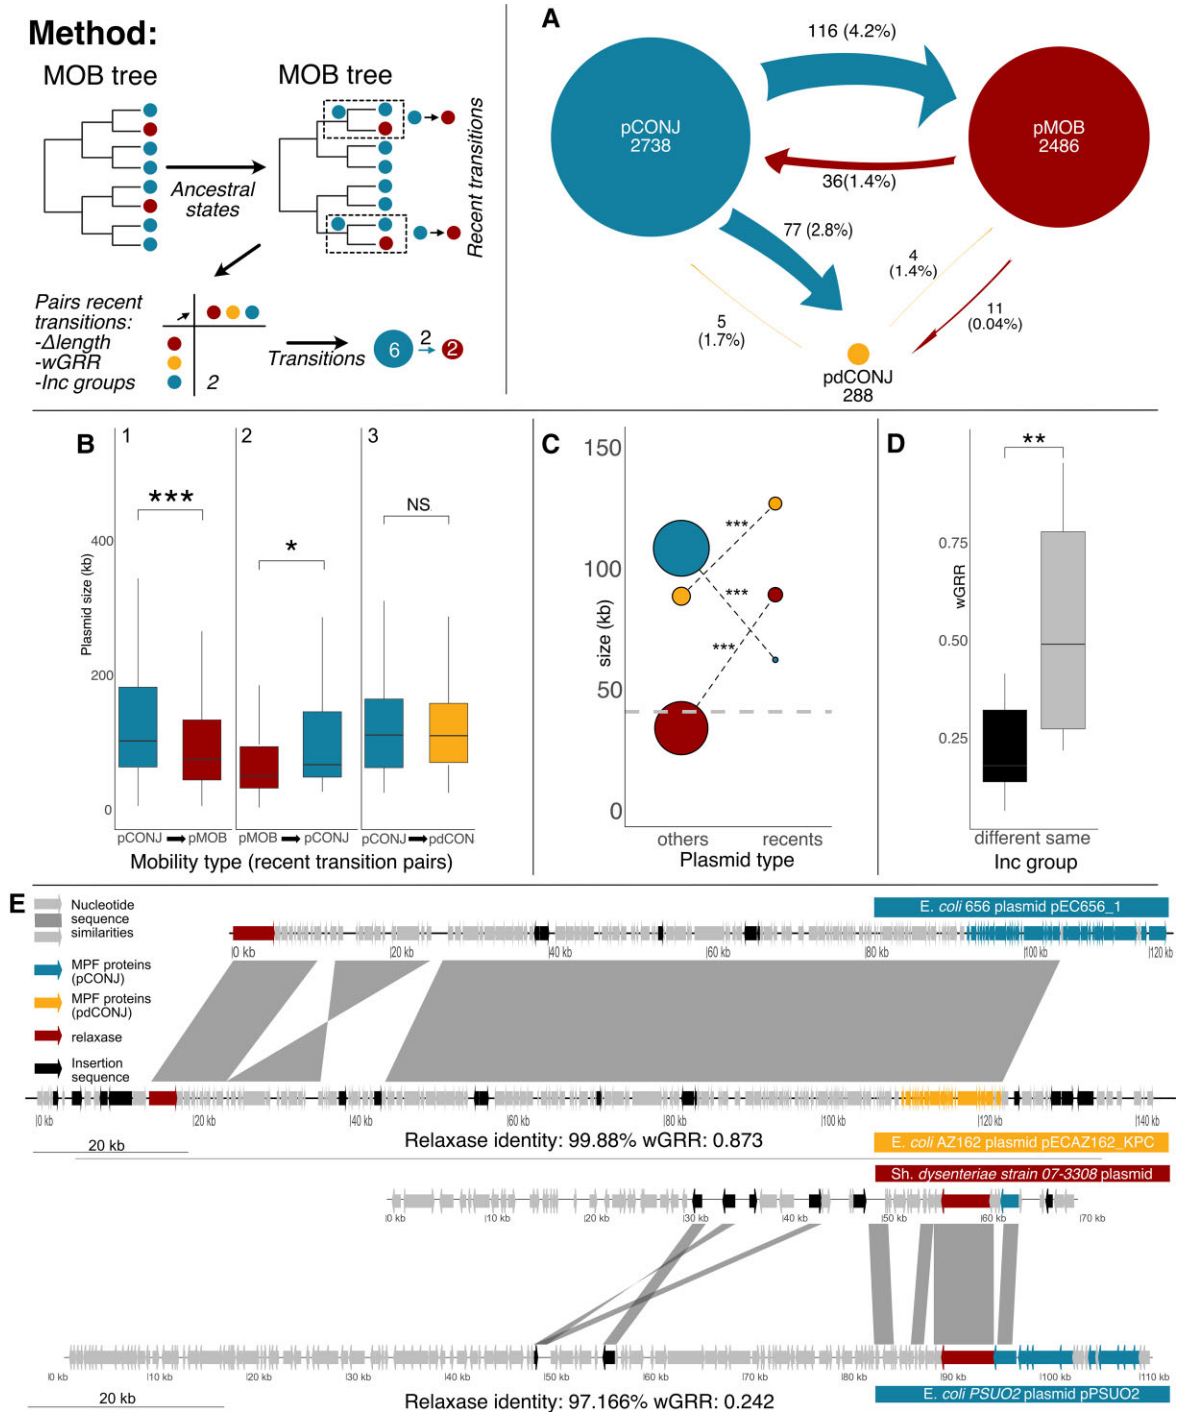 Method:
MOB tree
MOB tree
Ancestral
states
Recent transitions
Pairs recent
transitions:
-Δlength
-wGRR
-Inc groups
2
Transitions
6
2
2
A
116 (4.2%)
pCONJ
2738
pMOB
2486
36(1.4%)
77 (2.8%)
4
(1.4%)
5
(1.7%)
11
(0.04%)
pdCONJ
288
B
1
2
3
***
*
NS
Plasmid size (kb)
400
200
0
pCONJ
pMOB
pMOB
pCONJ
pCONJ
pdCON
Mobility type (recent transition pairs)
C
150
100
50
0
size (kb)
***
***
***
others
recents
Plasmid type
D
**
0.75
0.50
0.25
wGRR
different same
Inc group
E
Nucleotide
sequence
similarities
MPF proteins
(pCONJ)
MPF proteins
(pdCONJ)
relaxase
Insertion
sequence
E. coli 656 plasmid pEC656_1
|0 kb
|20 kb
|40 kb
|60 kb
|80 kb
|100 kb
|120 kb
|0 kb
|20 kb
|40 kb
|60 kb
|80 kb
|100 kb
|120 kb
|140 kb
20 kb
Relaxase identity: 99.88% wGRR: 0.873
E. coli AZ162 plasmid pECAZ162_KPC
Sh. dysenteriae strain 07-3308 plasmid
|0 kb
|10 kb
|20 kb
|30 kb
|40 kb
|50 kb
|60 kb
|70 kb
|0 kb
|10 kb
|20 kb
|30 kb
|40 kb
|50 kb
|60 kb
|70 kb
|80 kb
|90 kb
|100 kb
|110 kb
20 kb
Relaxase identity: 97.166% wGRR: 0.242
E. coli PSUO2 plasmid pPSUO2